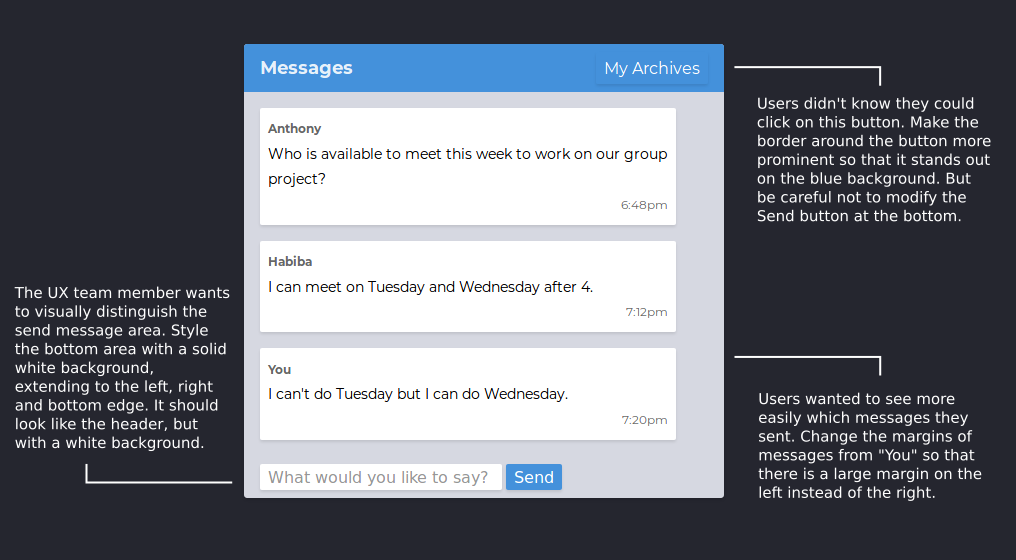 Messages
My Archives
Users didn't know they could
click on this button. Make the
border around the button more
prominent so that it stands out
on the blue background. But
be careful not to modify the
Send button at the bottom.
Anthony
Who is available to meet this week to work on our group
project?
6:48pm
Habiba
I can meet on Tuesday and Wednesday after 4.
7:12pm
The UX team member wants
to visually distinguish the
send message area. Style
the bottom area with a solid
white background,
extending to the left, right
and bottom edge. It should
look like the header, but
with a white background.
You
I can't do Tuesday but I can do Wednesday.
7:20pm
Users wanted to see more
easily which messages they
sent. Change the margins of
messages from "You" so that
there is a large margin on the
left instead of the right.
What would you like to say?
Send